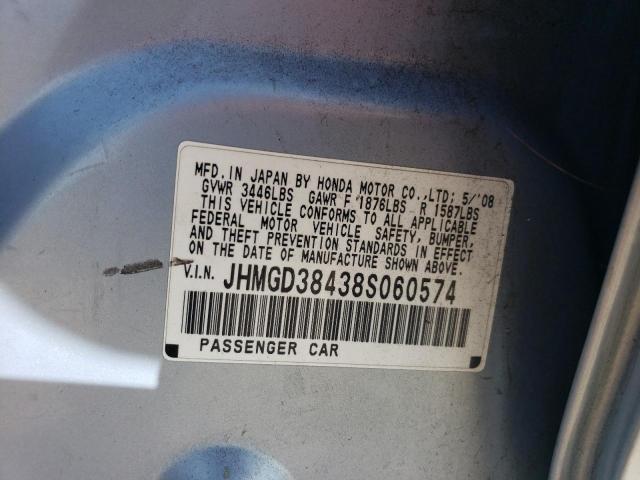 MFD. IN JAPAN BY HONDA MOTOR CO., LTD; 5/'08
GVWR 3446LBS GAWR F 1876LBS R 1587LBS
THIS VEHICLE CONFORMS TO ALL APPLICABLE
FEDERAL MOTOR VEHICLE SAFETY, BUMPER,
AND THEFT PREVENTION STANDARDS IN EFFECT
ON THE DATE OF MANUFACTURE SHOWN ABOVE.
V.I.N. JHMGD38438S060574
PASSENGER CAR